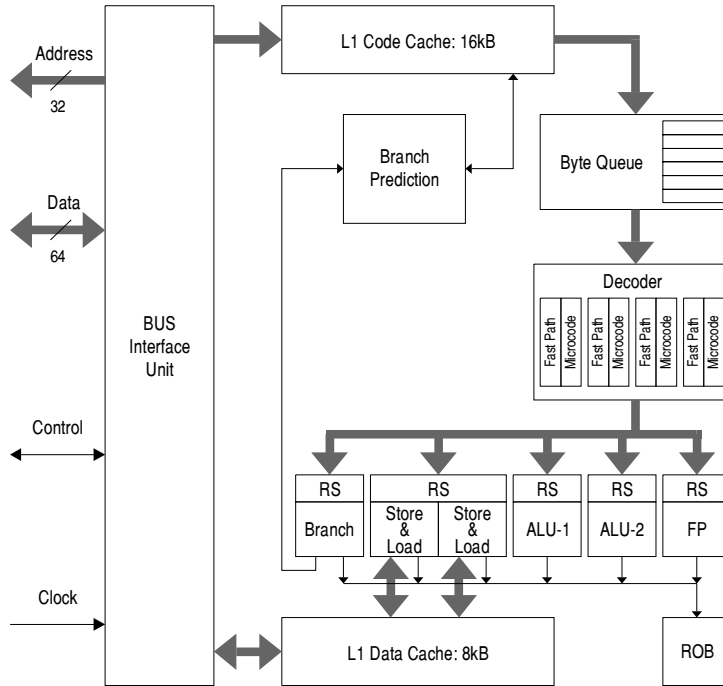 Address
32
Data
64
BUS
Interface
Unit
Control
Clock
L1 Code Cache: 16kB
Branch
Prediction
Byte Queue
Decoder
Fast Path
Microcode
Fast Path
Microcode
Fast Path
Microcode
Fast Path
Microcode
RS
Branch
RS
Store
&
Load
Store
&
Load
RS
ALU-1
RS
ALU-2
RS
FP
L1 Data Cache: 8kB
ROB